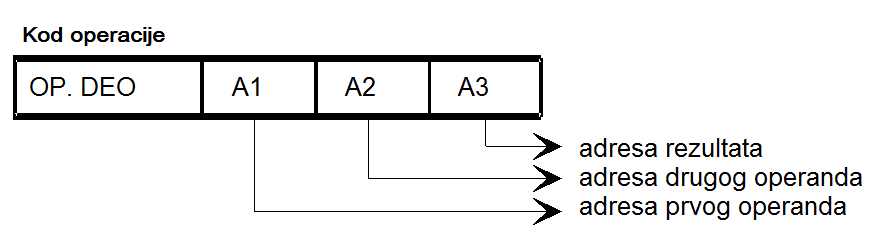 Kod operacije
OP. DEO A1 A2 A3
adresa rezultata
adresa drugog operanda
adresa prvog operanda